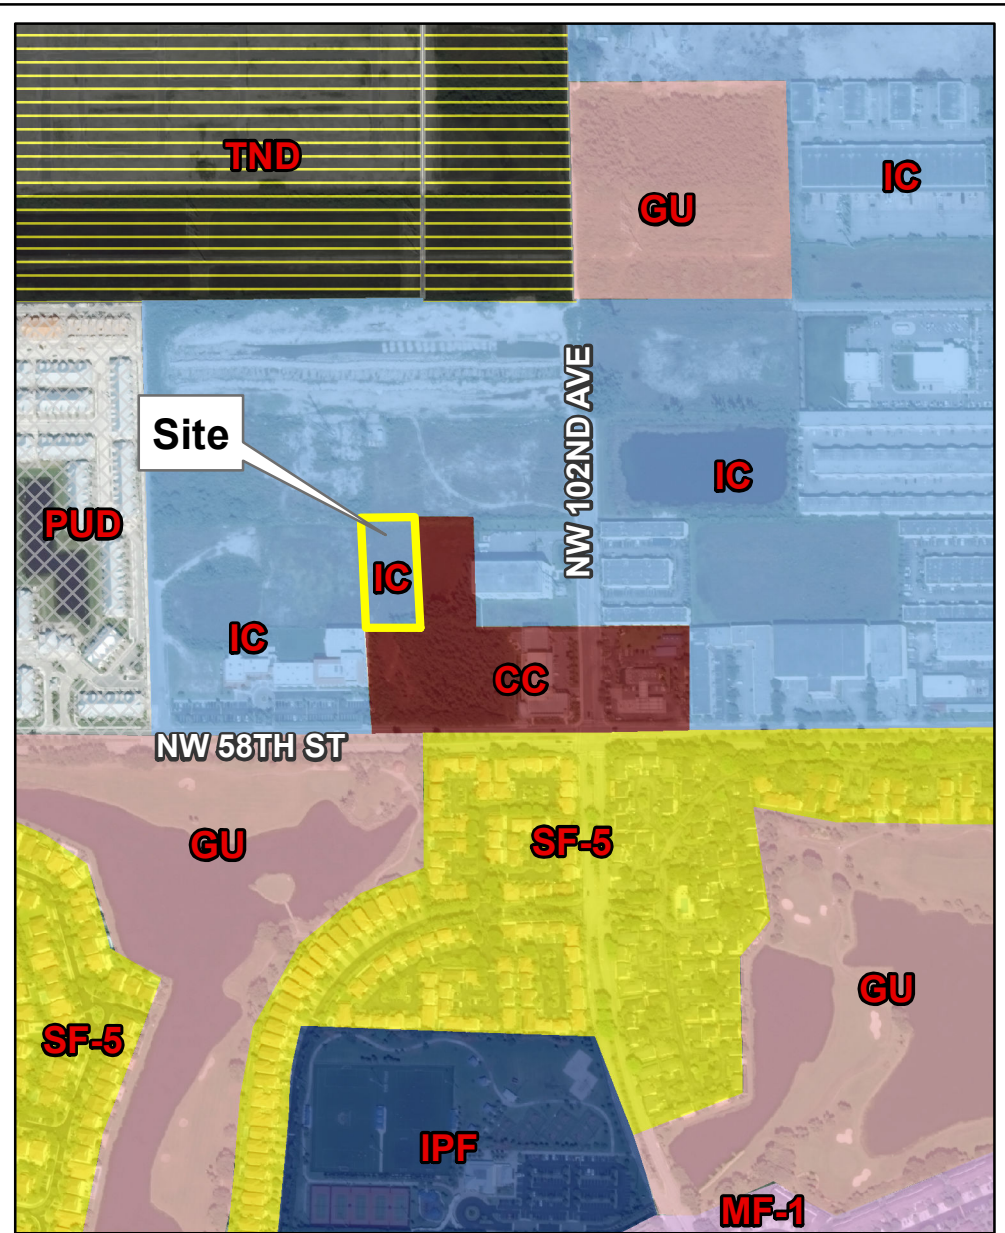 TND
IC
GU
NW 102ND AVE
Site
IC
PUD
IC
IC
CC
NW 58TH ST
SF-5
GU
GU
SF-5
IPF
MF-1